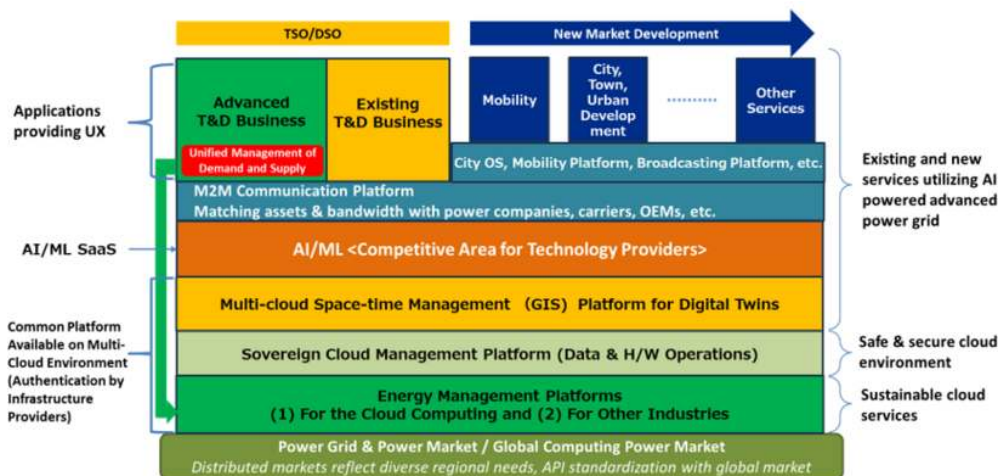 TSO/DSO
New Market Development
Applications
providing UX
Advanced
T&D Business
Unified Management of
Demand and Supply
Existing
T&D Business
Mobility
City,
Town,
Urban
Develop
ment
Other
Services
City OS, Mobility Platform, Broadcasting Platform, etc.
M2M Communication Platform
Matching assets & bandwidth with power companies, carriers, OEMs, etc.
Existing and new
services utilizing AI
powered advanced
power grid
AI/ML SaaS
AI/ML <Competitive Area for Technology Providers>
Multi-cloud Space-time Management （GIS）Platform for Digital Twins
Common Platform
Available on Multi-
Cloud Environment
(Authentication by
Infrastructure
Providers)
Sovereign Cloud Management Platform (Data & H/W Operations)
Safe & secure cloud
environment
Energy Management Platforms
(1) For the Cloud Computing and (2) For Other Industries
Sustainable cloud
services
Power Grid & Power Market / Global Computing Power Market
Distributed markets reflect diverse regional needs, API standardization with global market